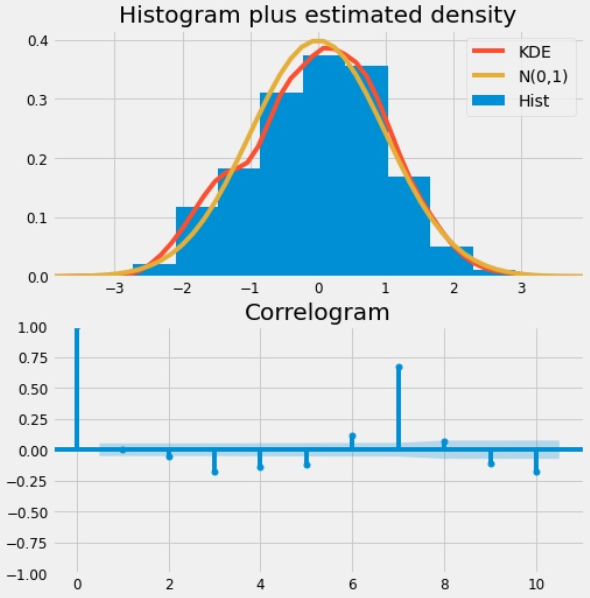 Histogram plus estimated density
0.4
0.3
0.2
0.1
0.0
KDE
N(0,1)
Hist
−3 −2 −1 0 1 2 3
Correlogram
1.00
0.75
0.50
0.25
0.00
−0.25
−0.50
−0.75
−1.00
0 2 4 6 8 10